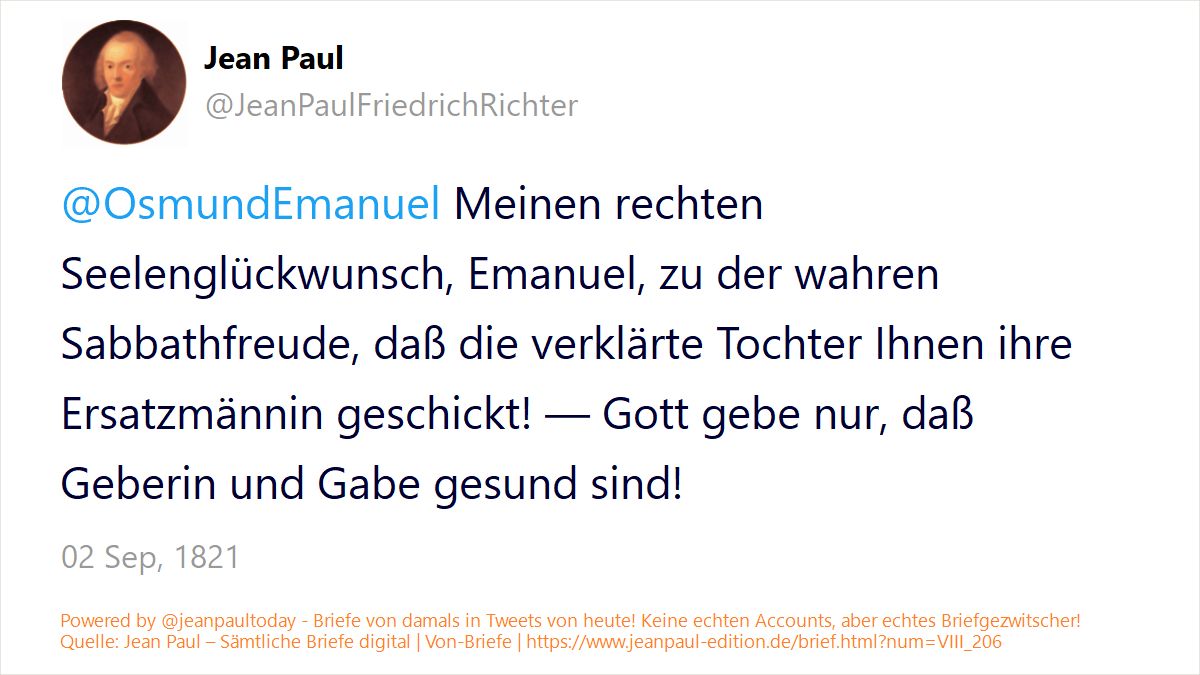 Jean Paul
@JeanPaulFriedrichRichter
@OsmundEmanuel Meinen rechten
Seelenglückwunsch, Emanuel, zu der wahren
Sabbathfreude, daß die verklärte Tochter Ihnen ihre
Ersatzmännin geschickt! — Gott gebe nur, daß
Geberin und Gabe gesund sind!
02 Sep, 1821
Powered by @jeanpaultoday - Briefe von damals in Tweets von heute! Keine echten Accounts, aber echtes Briefgezwitscher!
Quelle: Jean Paul – Sämtliche Briefe digital | Von-Briefe | https://www.jeanpaul-edition.de/brief.html?num=VIII_206